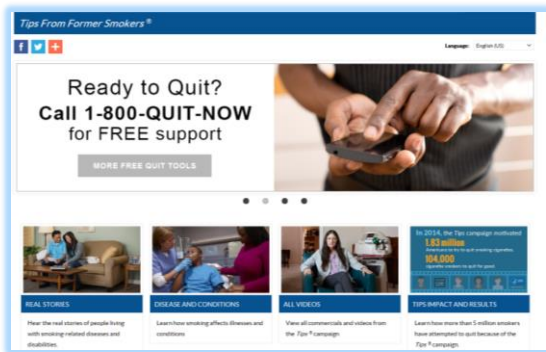 Tips From Former Smokers ®
Language: English (US)
Ready to Quit?
Call 1-800-QUIT-NOW
for FREE support
MORE FREE QUIT TOOLS
In 2014, the Tips campaign motivated
1.83 million
Americans to try to quit smoking cigarettes
104,000
cigarette smokers to quit for good
REAL STORIES
Hear the real stories of people living
with smoking-related diseases and
disabilities
DISEASE AND CONDITIONS
Learn how smoking affects illnesses and
conditions
ALL VIDEOS
View all commercials and videos from
the Tips ® campaign
TIPS IMPACT AND RESULTS
Learn how more than 5 million smokers
have attempted to quit because of the
Tips ® campaign